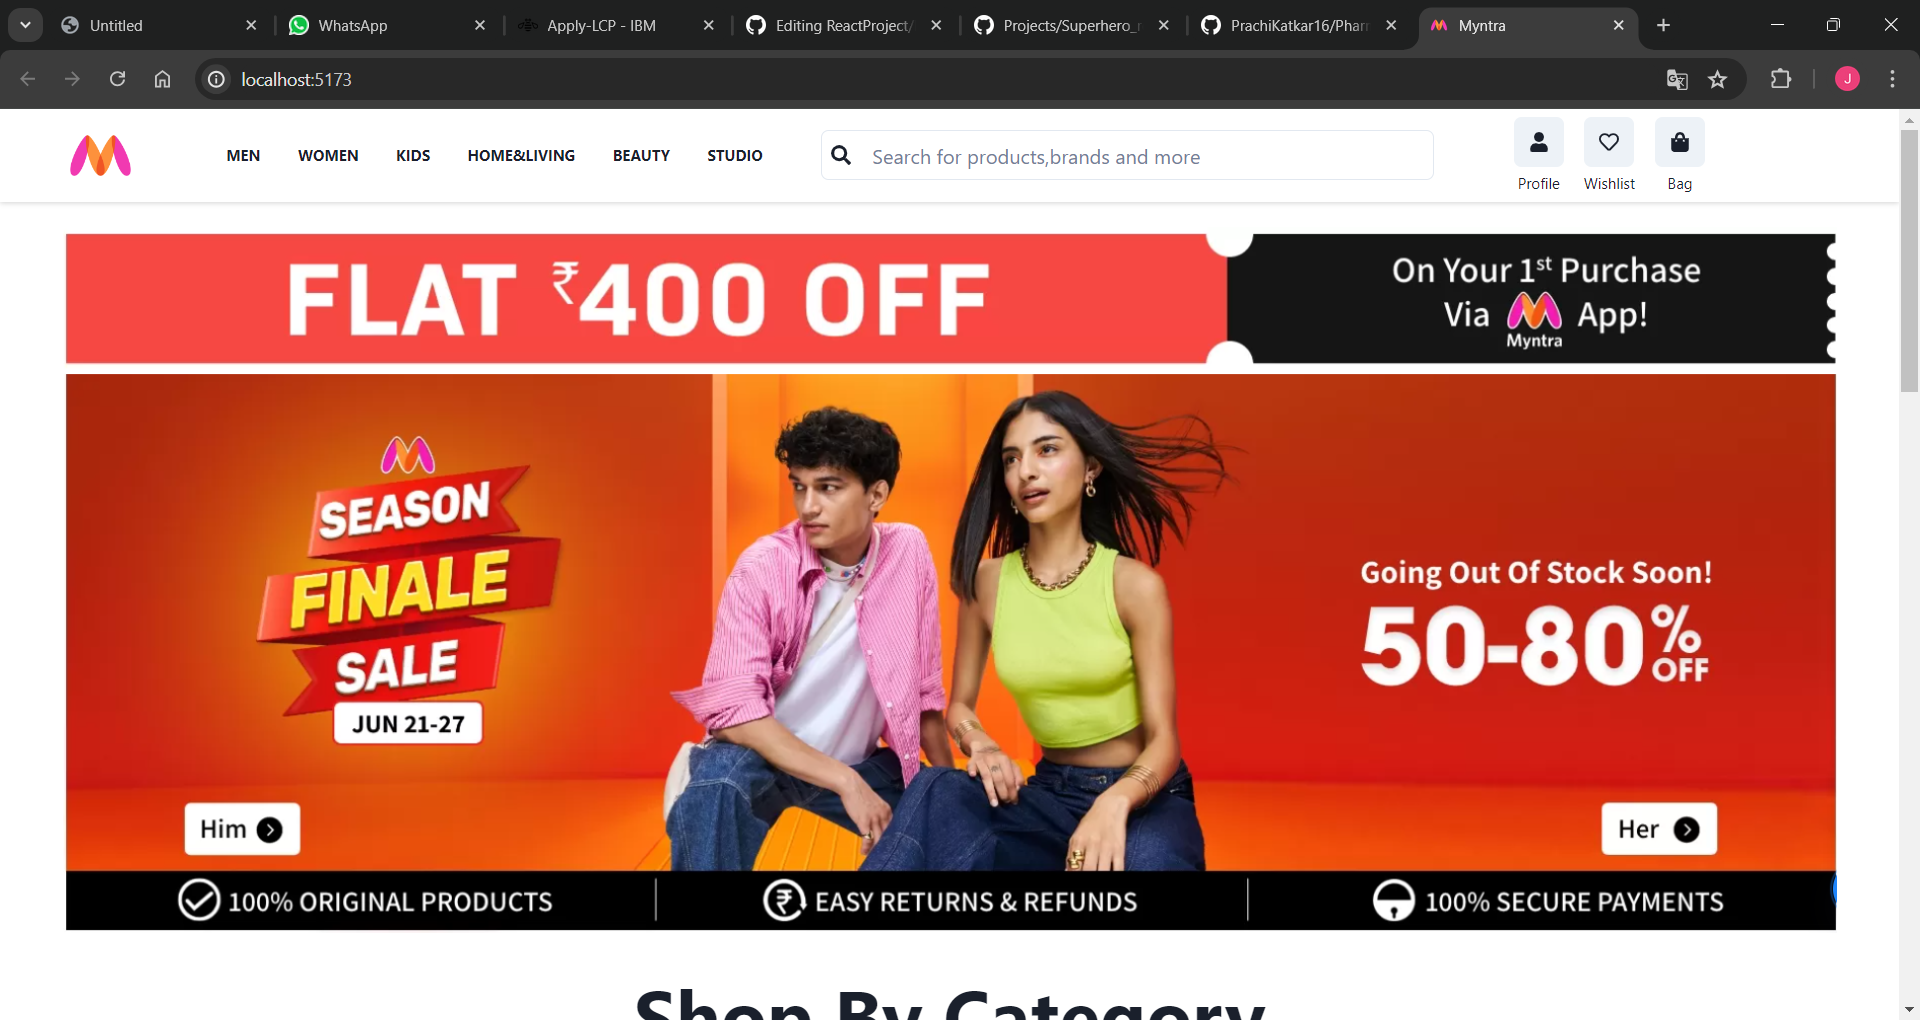 Untitled
WhatsApp
Apply-LCP - IBM
Editing ReactProject/
Projects/Superhero_r
PrachiKatkar16/Phar
Myntra
localhost:5173
J
MEN
WOMEN
KIDS
HOME&LIVING
BEAUTY
STUDIO
Search for products,brands and more
Profile
Wishlist
Bag
FLAT ₹400 OFF
On Your 1st Purchase
Via
App!
Myntra
SEASON
FINALE
SALE
JUN 21-27
Going Out Of Stock Soon!
50-80% OFF
Him
Her
100% ORIGINAL PRODUCTS
EASY RETURNS & REFUNDS
100% SECURE PAYMENTS
Shop By Category